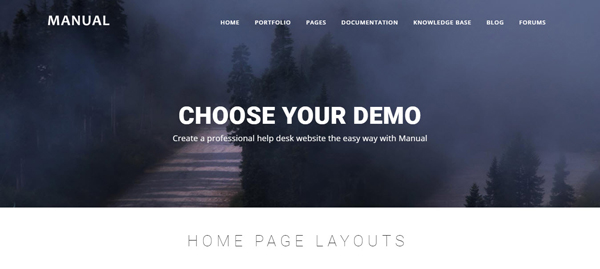 MANUAL
HOME PORTFOLIO PAGES DOCUMENTATION KNOWLEDGE BASE BLOG FORUMS
CHOOSE YOUR DEMO
Create a professional help desk website the easy way with Manual
HOME PAGE LAYOUTS